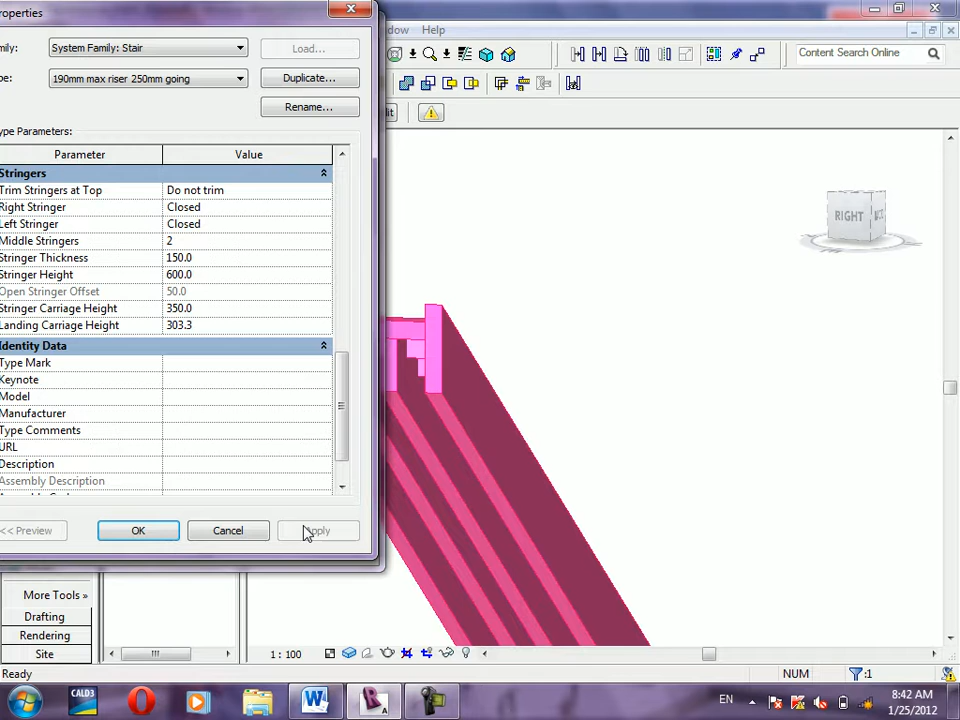 roperties
mily:
System Family: Stair
Load...
pe:
190mm max riser 250mm going
Duplicate...
Rename...
ype Parameters:
Parameter Value
Stringers
Trim Stringers at Top Do not trim
Right Stringer Closed
Left Stringer Closed
Middle Stringers 2
Stringer Thickness 150.0
Stringer Height 600.0
Open Stringer Offset 50.0
Stringer Carriage Height 350.0
Landing Carriage Height 303.3
Identity Data
Type Mark
Keynote
Model
Manufacturer
Type Comments
URL
Description
Assembly Description
<< Preview
OK
Cancel
pply
dow Help
Content Search Online
it
RIGHT
More Tools »
Drafting
Rendering
Site
1 : 100
Ready
NUM
:1
CALD3
EN
8:42 AM
1/25/2012